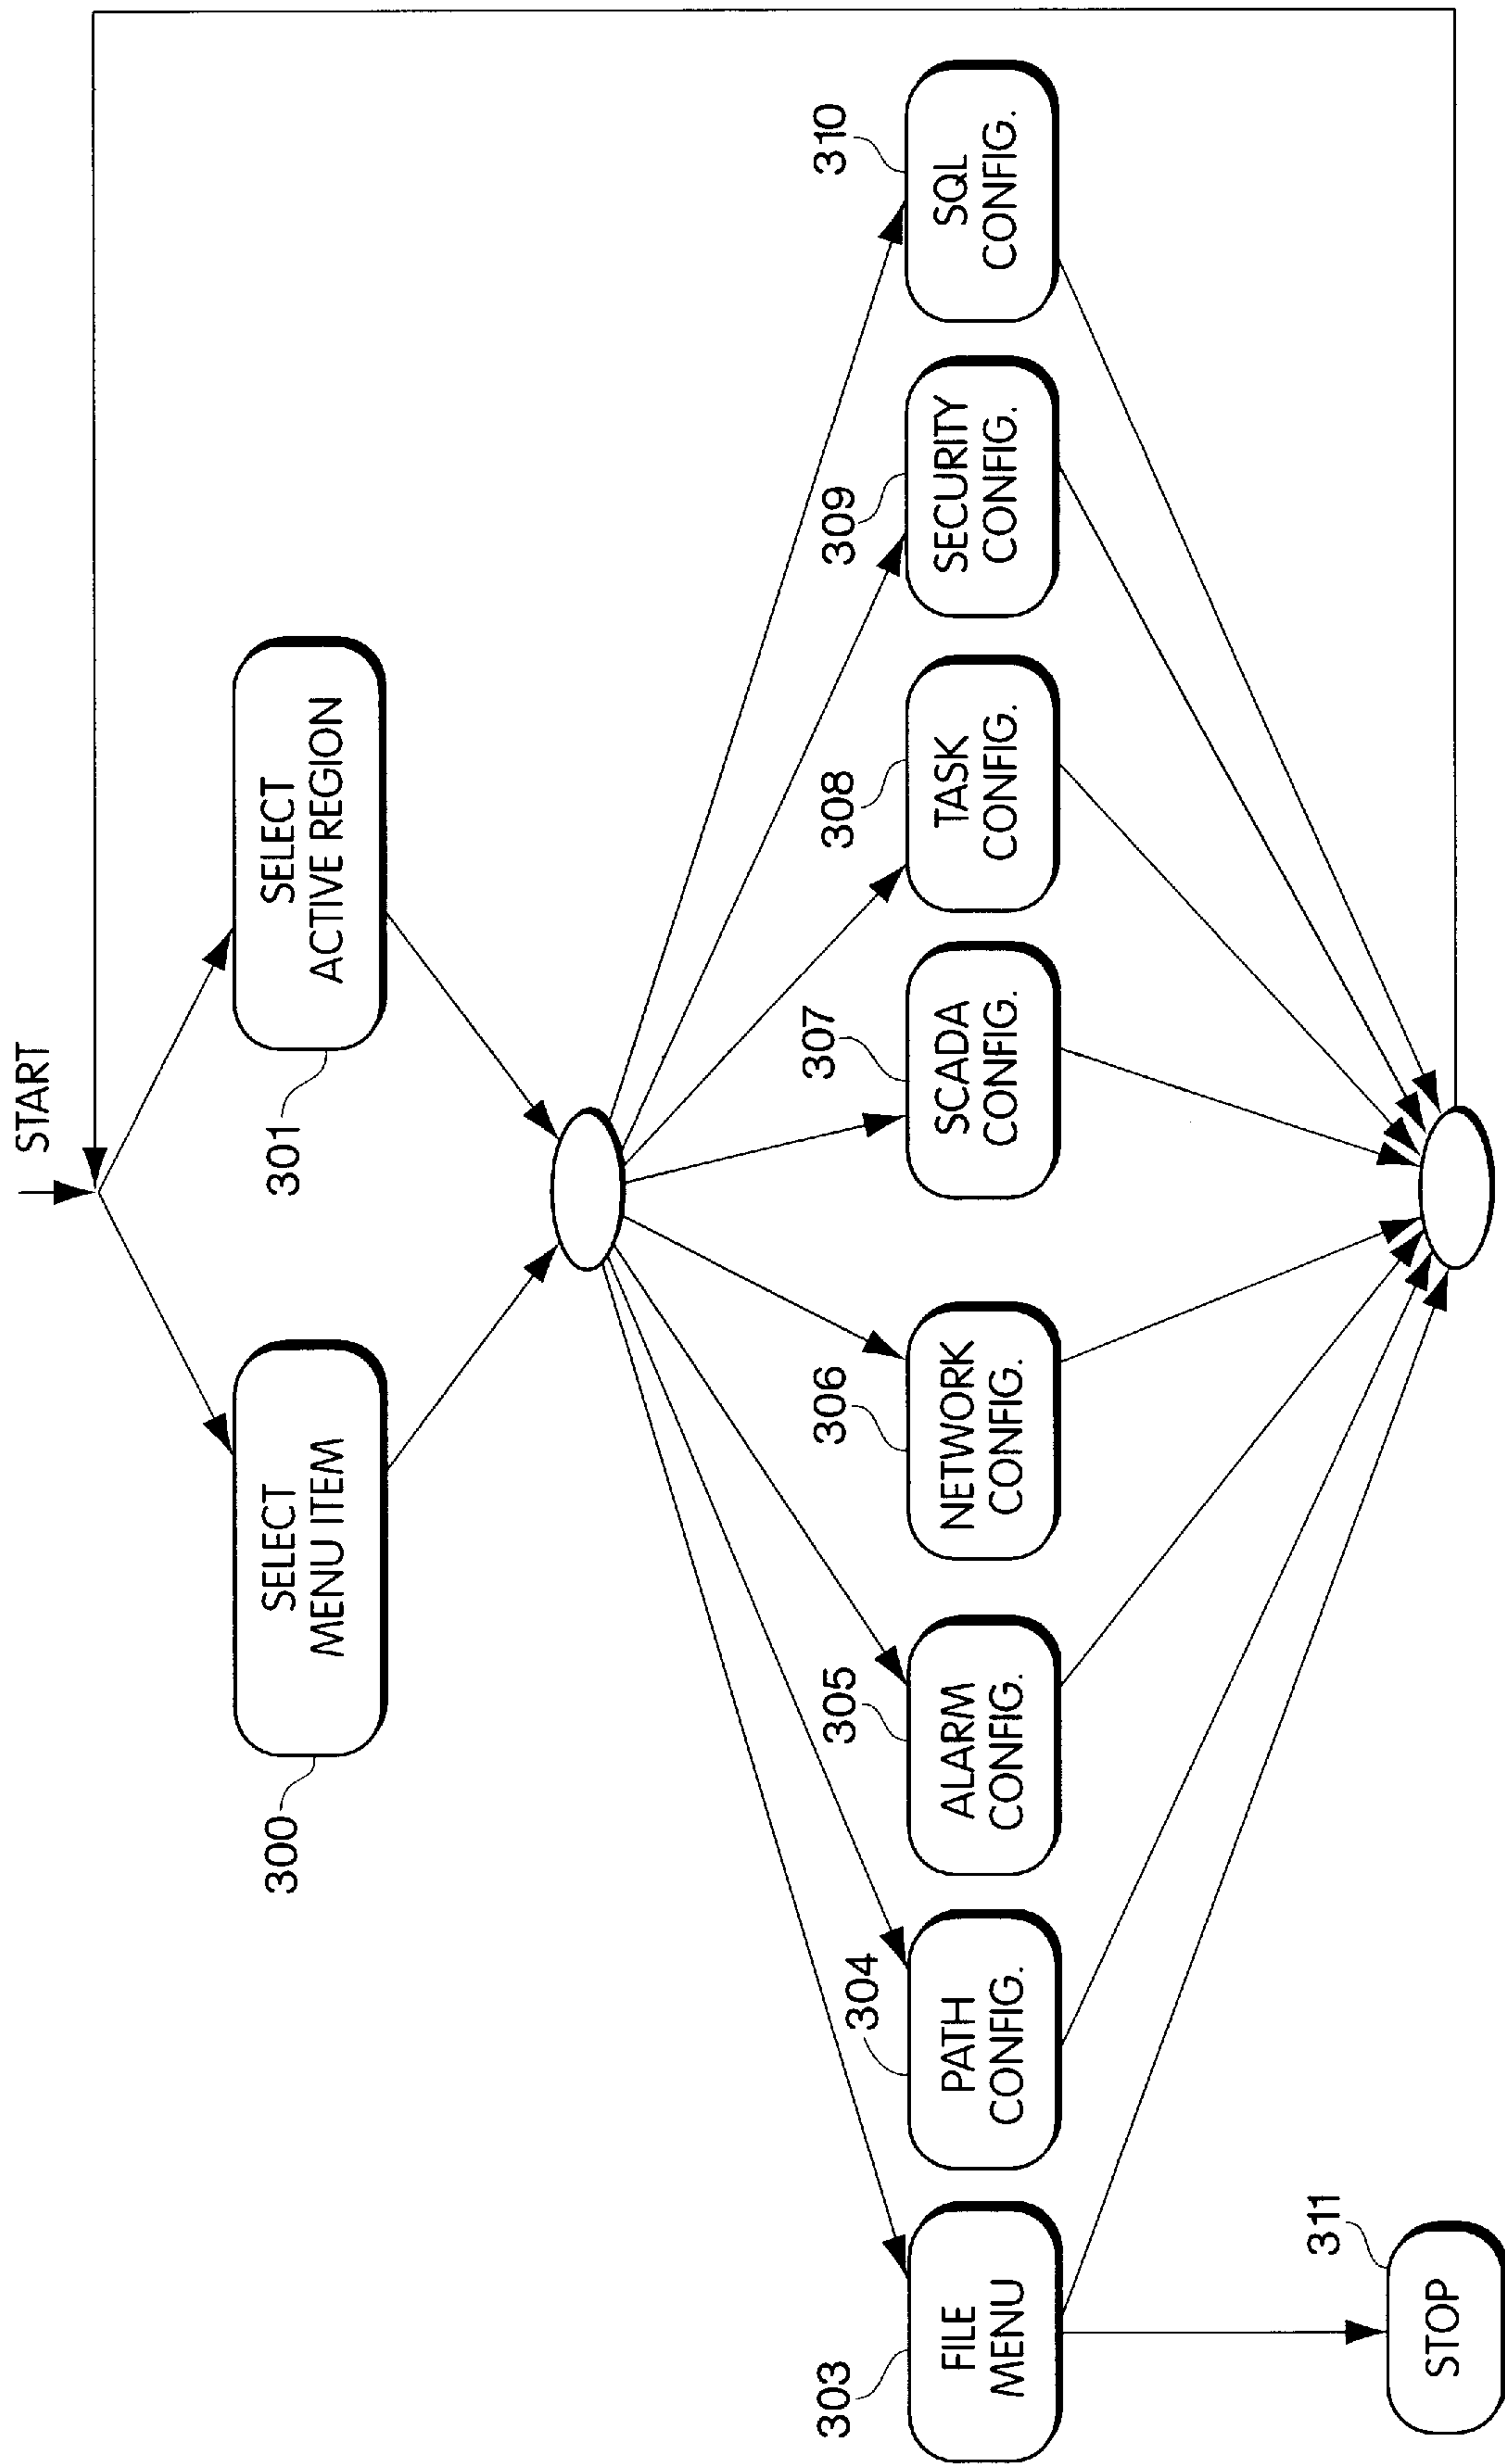 START
300
SELECT
MENU ITEM
301
SELECT
ACTIVE REGION
303
FILE
MENU
304
PATH
CONFIG.
305
ALARM
CONFIG.
306
NETWORK
CONFIG.
307
SCADA
CONFIG.
308
TASK
CONFIG.
309
SECURITY
CONFIG.
310
SQL
CONFIG.
311
STOP